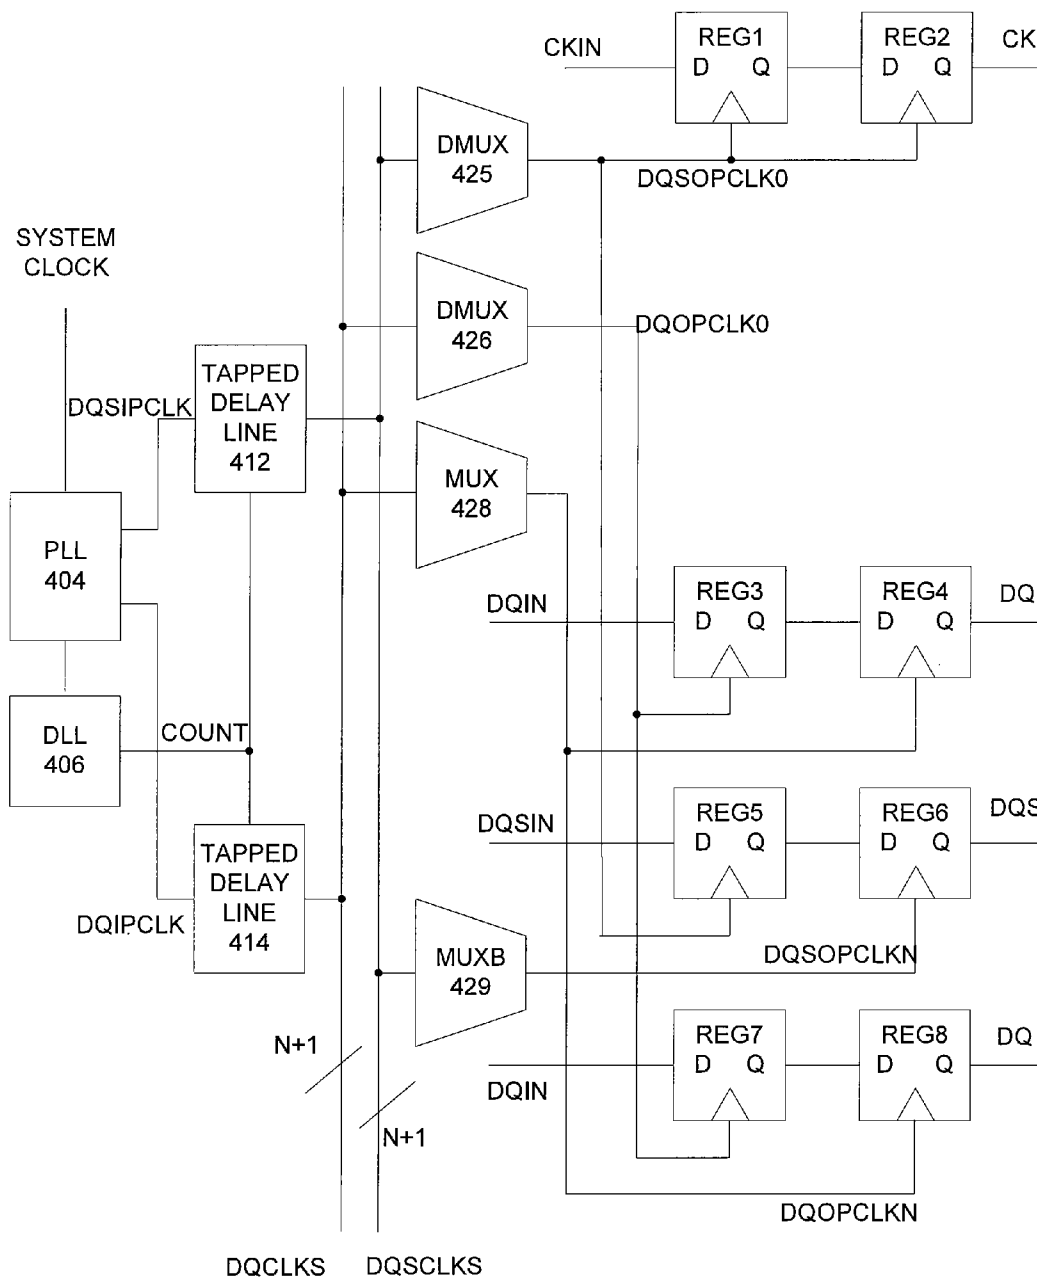 REG1
D Q
REG2
D Q
CKIN
CK
DMUX
425
DQSOPCLK0
SYSTEM
CLOCK
DMUX
426
DQOPCLK0
TAPPED
DELAY
LINE
412
DQSIPCLK
MUX
428
PLL
404
DQIN
REG3
D Q
REG4
D Q
DQ
DLL
406
COUNT
DQSIN
REG5
D Q
REG6
D Q
DQS
TAPPED
DELAY
LINE
414
DQIPCLK
MUXB
429
DQSOPCLKN
N+1
REG7
D Q
REG8
D Q
DQ
DQIN
N+1
DQOPCLKN
DQCLKS
DQSCLKS